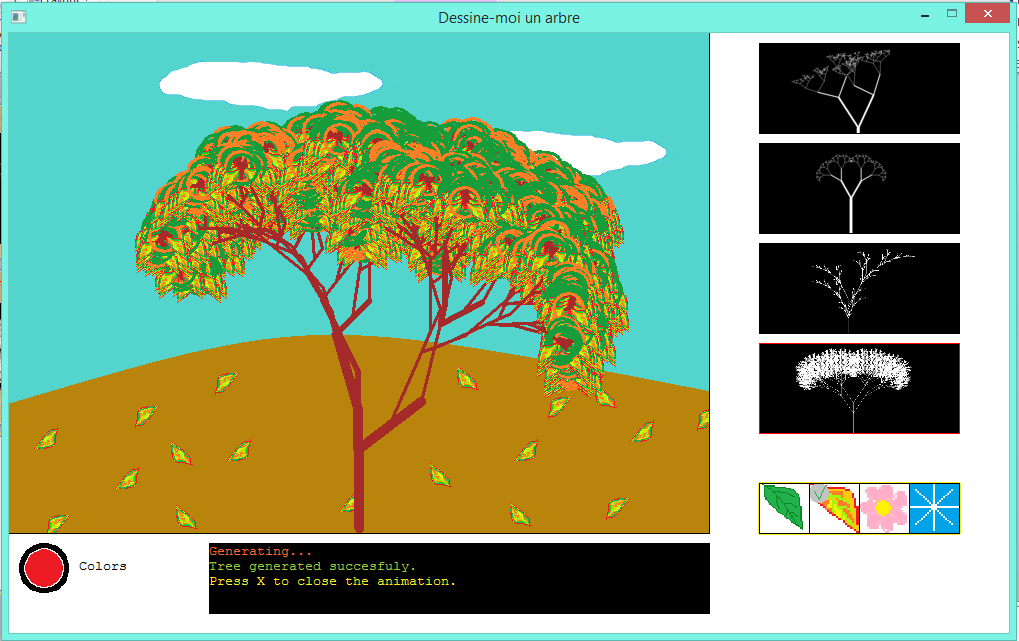 Dessine-moi un arbre
Colors
Generating...
Tree generated succesfuly.
Press X to close the animation.